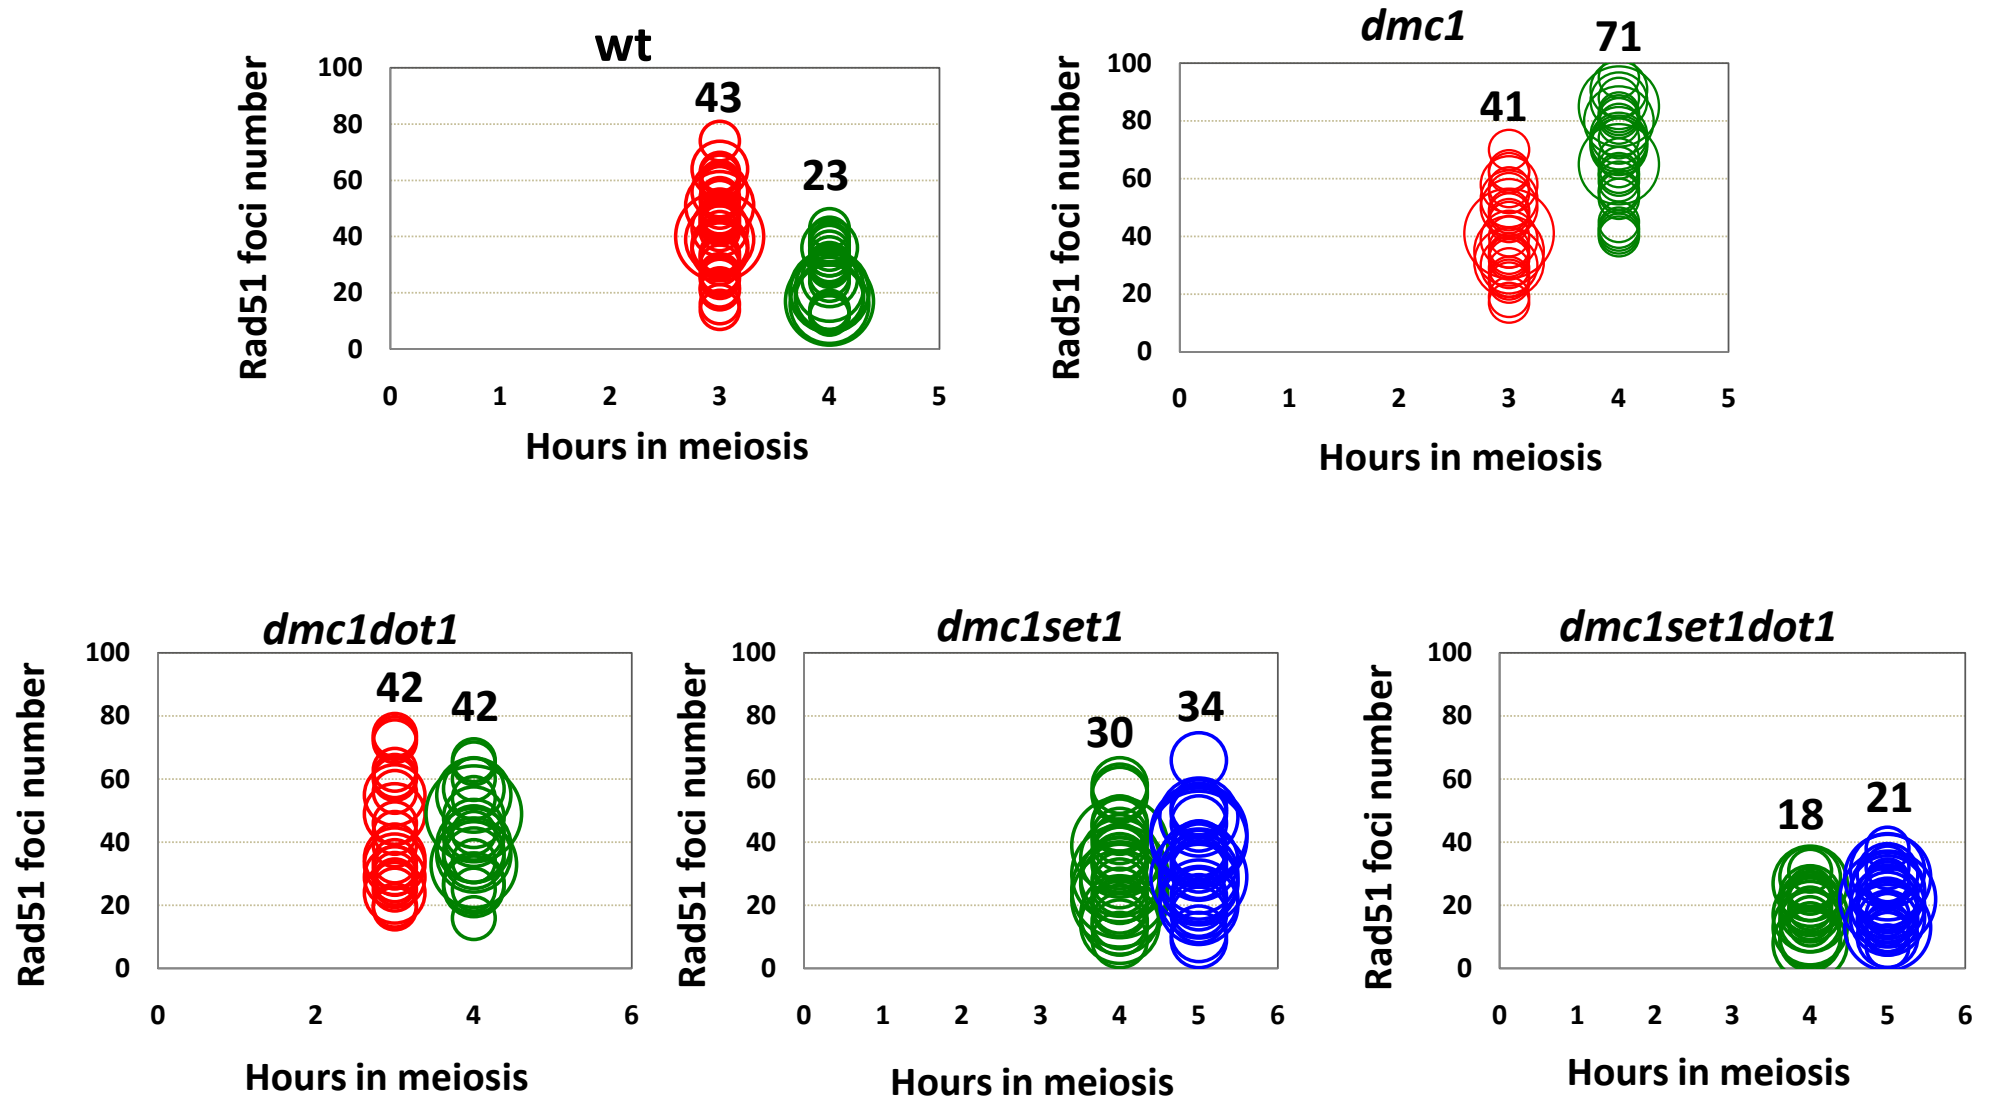 wt
43
23
Rad51 foci number
100
80
60
40
20
0
0 1 2 3 4 5
Hours in meiosis
dmc1
41
71
Rad51 foci number
100
80
60
40
20
0
0 1 2 3 4 5
Hours in meiosis
dmc1dot1
42
42
Rad51 foci number
100
80
60
40
20
0
0 2 4 6
Hours in meiosis
dmc1set1
30
34
Rad51 foci number
100
80
60
40
20
0
0 1 2 3 4 5 6
Hours in meiosis
dmc1set1dot1
18
21
Rad51 foci number
100
80
60
40
20
0
0 1 2 3 4 5 6
Hours in meiosis